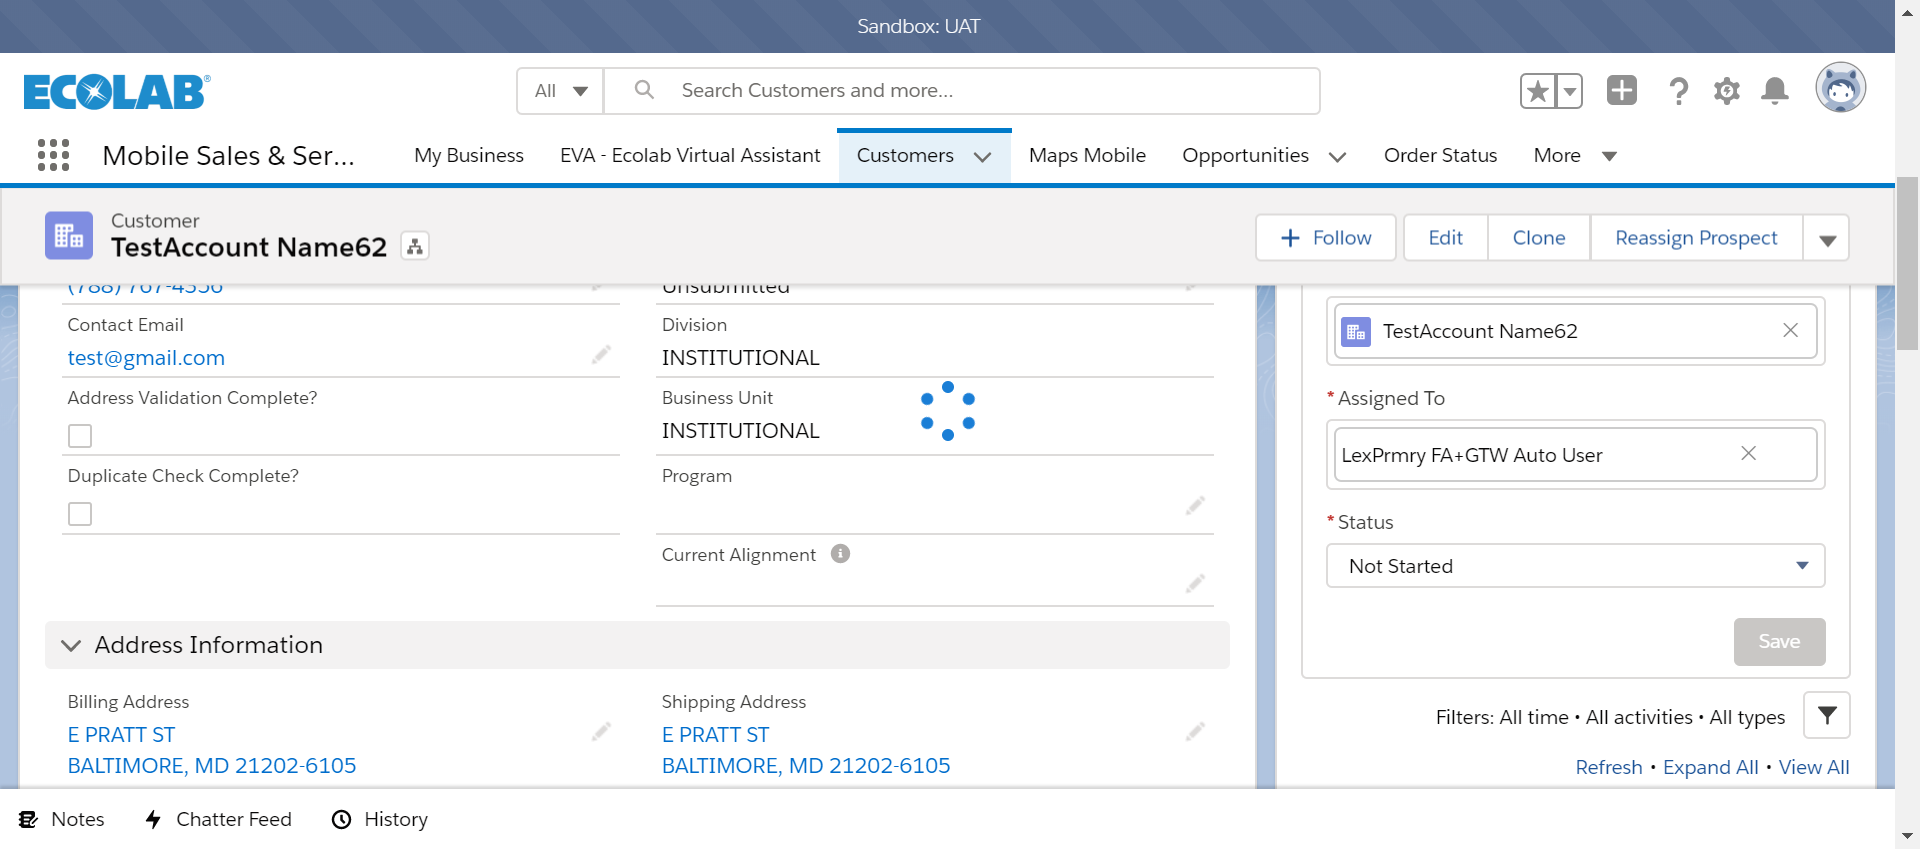 Sandbox: UAT
ECOLAB®
All
Search Customers and more...
Mobile Sales & Ser...
My Business
EVA - Ecolab Virtual Assistant
Customers
Maps Mobile
Opportunities
Order Status
More
Customer
TestAccount Name62
Follow
Edit
Clone
Reassign Prospect
(788) 767-4356
Unsubmitted
Contact Email
test@gmail.com
Division
INSTITUTIONAL
Address Validation Complete?
Business Unit
INSTITUTIONAL
Duplicate Check Complete?
Program
Current Alignment
Address Information
Billing Address
E PRATT ST
BALTIMORE, MD 21202-6105
Shipping Address
E PRATT ST
BALTIMORE, MD 21202-6105
TestAccount Name62
*Assigned To
LexPrmry FA+GTW Auto User
*Status
Not Started
Save
Filters: All time • All activities • All types
Refresh • Expand All • View All
Notes
Chatter Feed
History